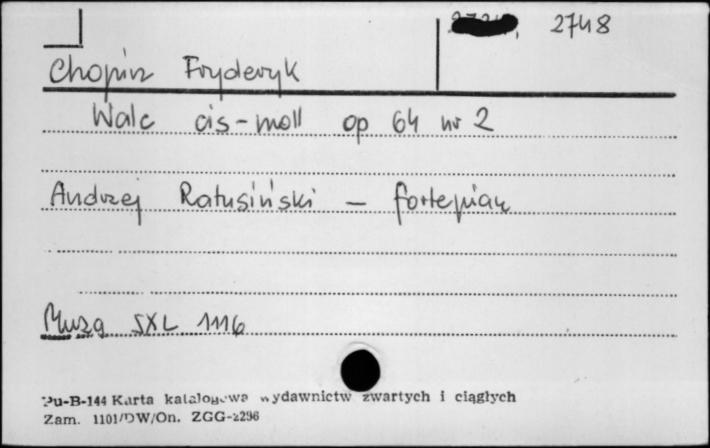 2748
Chopin Fryderyk
Walc cis-moll op 64 nr 2
Andrzej Ratusiński – fortepian
Muza SXL 1116
Pu-B-144 Karta katalogowa wydawnictw zwartych i ciągłych
Zam. 1101/DW/On. ZGG-2296